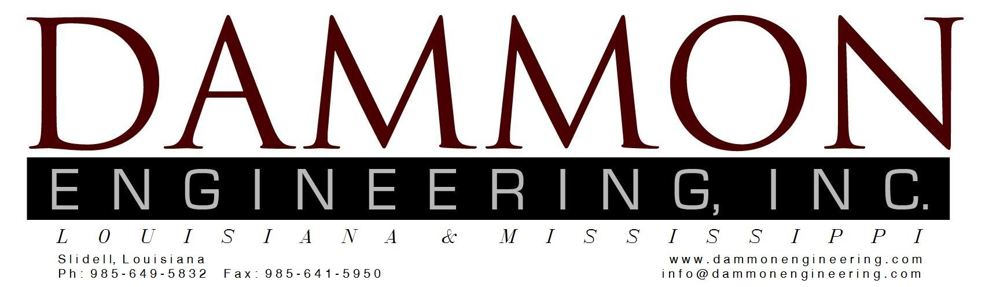 DAMMON
ENGINEERING, INC.
LOUISIANA & MISSISSIPPI
Slidell, Louisiana
Ph: 985-649-5832 Fax: 985-641-5950
www.dammonengineering.com
info@dammonengineering.com